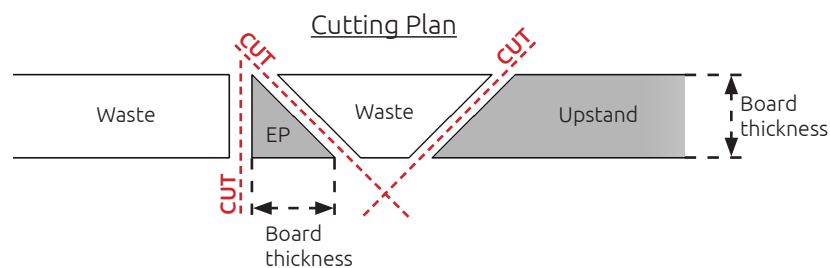 Cutting Plan
CUT
CUT
Waste
EP
Waste
Upstand
Board
thickness
CUT
Board
thickness